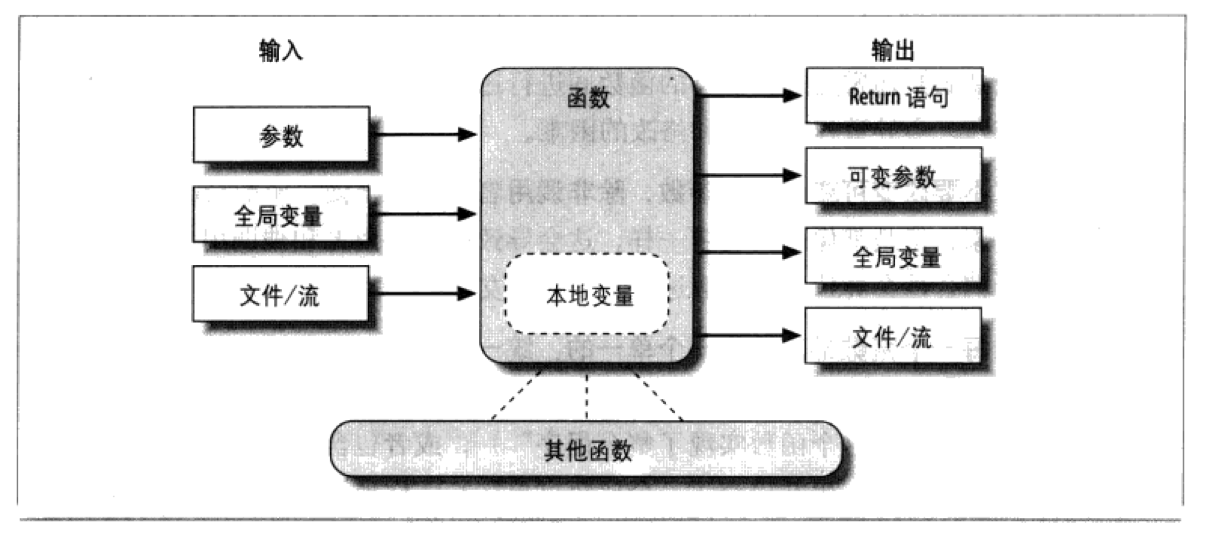 输入
输出
参数
全局变量
文件/流
函数
本地变量
Return 语句
可变参数
全局变量
文件/流
其他函数